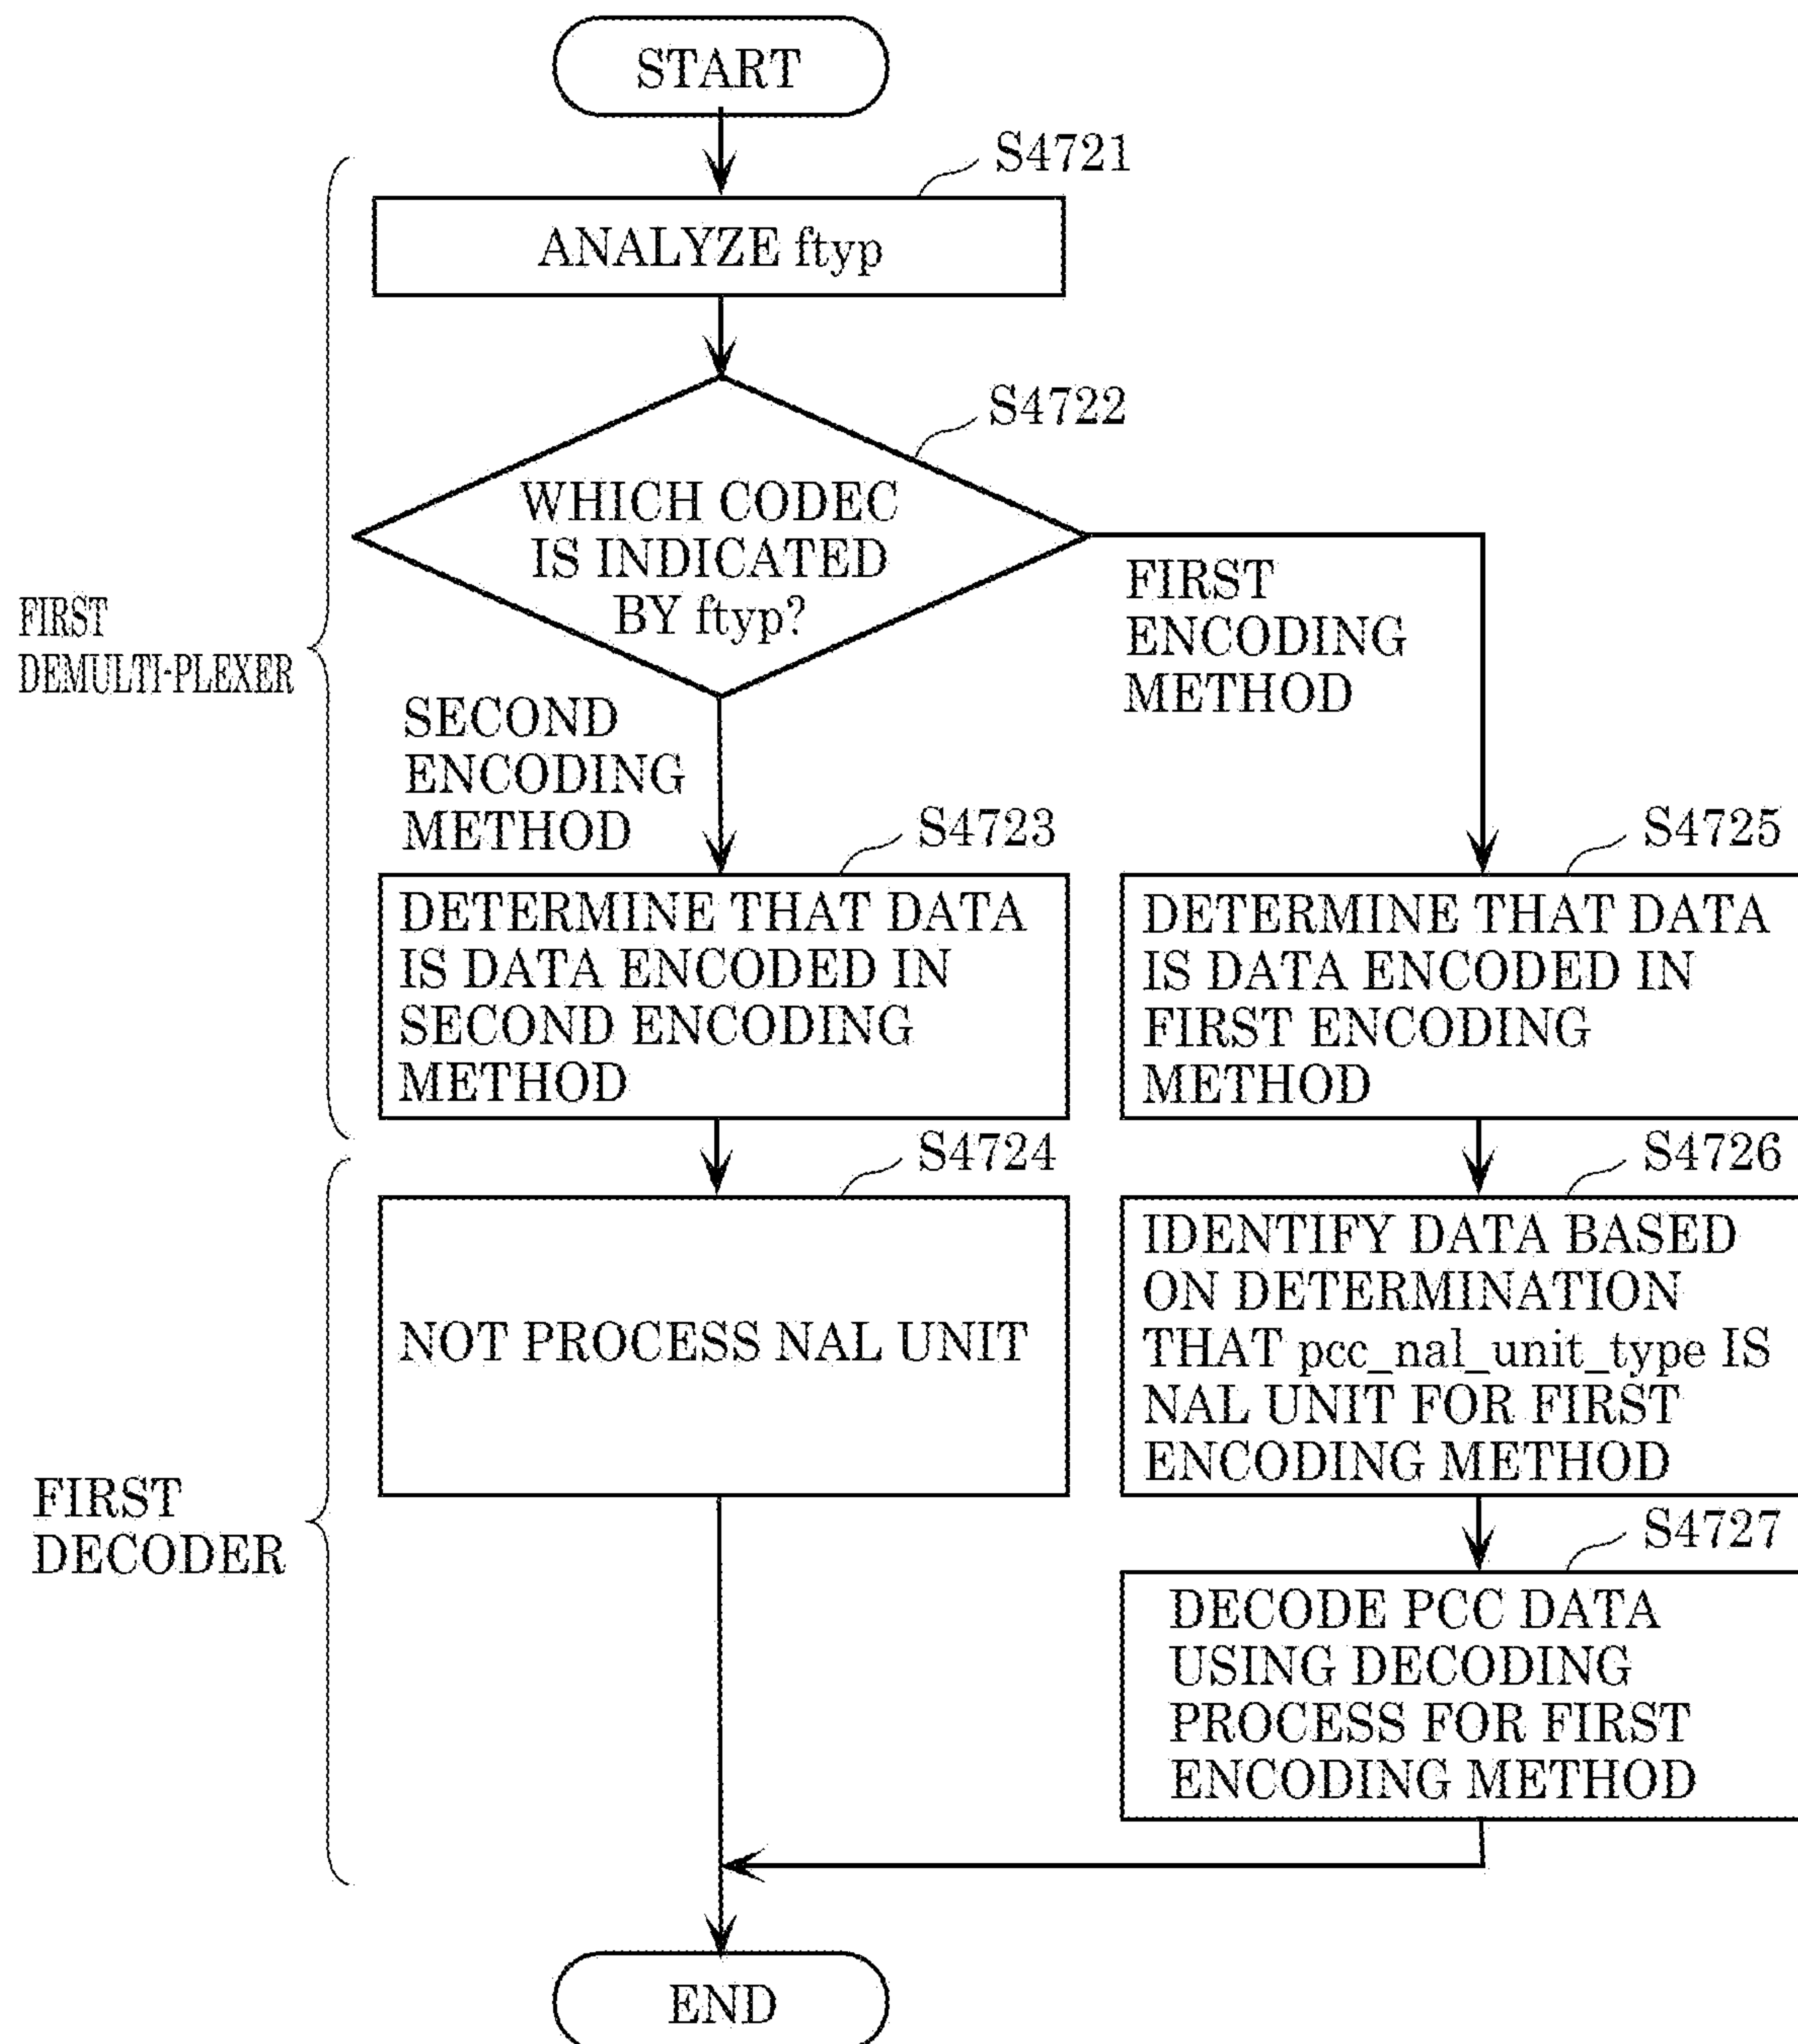 START
S4721
ANALYZE ftyp
S4722
WHICH CODEC
IS INDICATED
BY ftyp?
FIRST
ENCODING
METHOD
FIRST
DEMULTI-PLEXER
SECOND
ENCODING
METHOD
S4723
DETERMINE THAT DATA
IS DATA ENCODED IN
SECOND ENCODING
METHOD
S4725
DETERMINE THAT DATA
IS DATA ENCODED IN
FIRST ENCODING
METHOD
S4724
NOT PROCESS NAL UNIT
S4726
IDENTIFY DATA BASED
ON DETERMINATION
THAT pcc_nal_unit_type IS
NAL UNIT FOR FIRST
ENCODING METHOD
FIRST
DECODER
S4727
DECODE PCC DATA
USING DECODING
PROCESS FOR FIRST
ENCODING METHOD
END